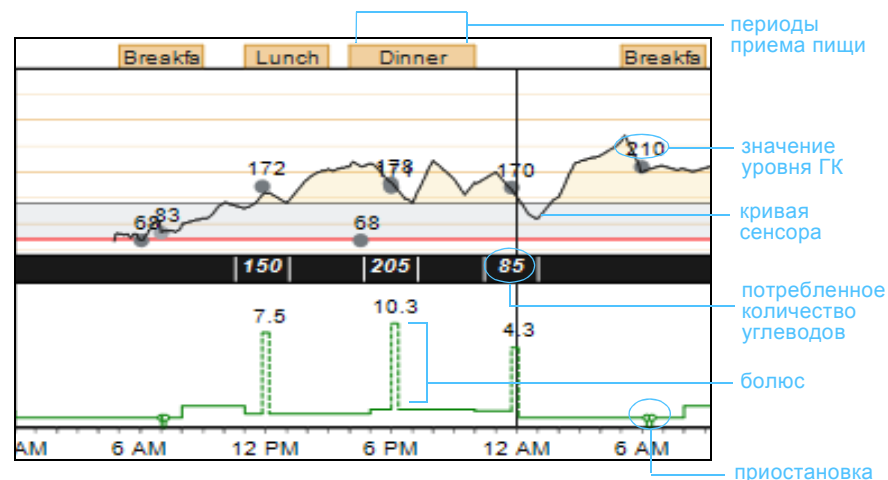 периоды
приема пищи
Breakfa Lunch Dinner Breakfa
значение
уровня ГК
210
172 170
83
68
68
кривая
сенсора
150 205 85
потребленное
количество
углеводов
7.5 10.3 4.3
болюс
AM 6 AM 12 PM 6 PM 12 AM 6 AM
приостановка